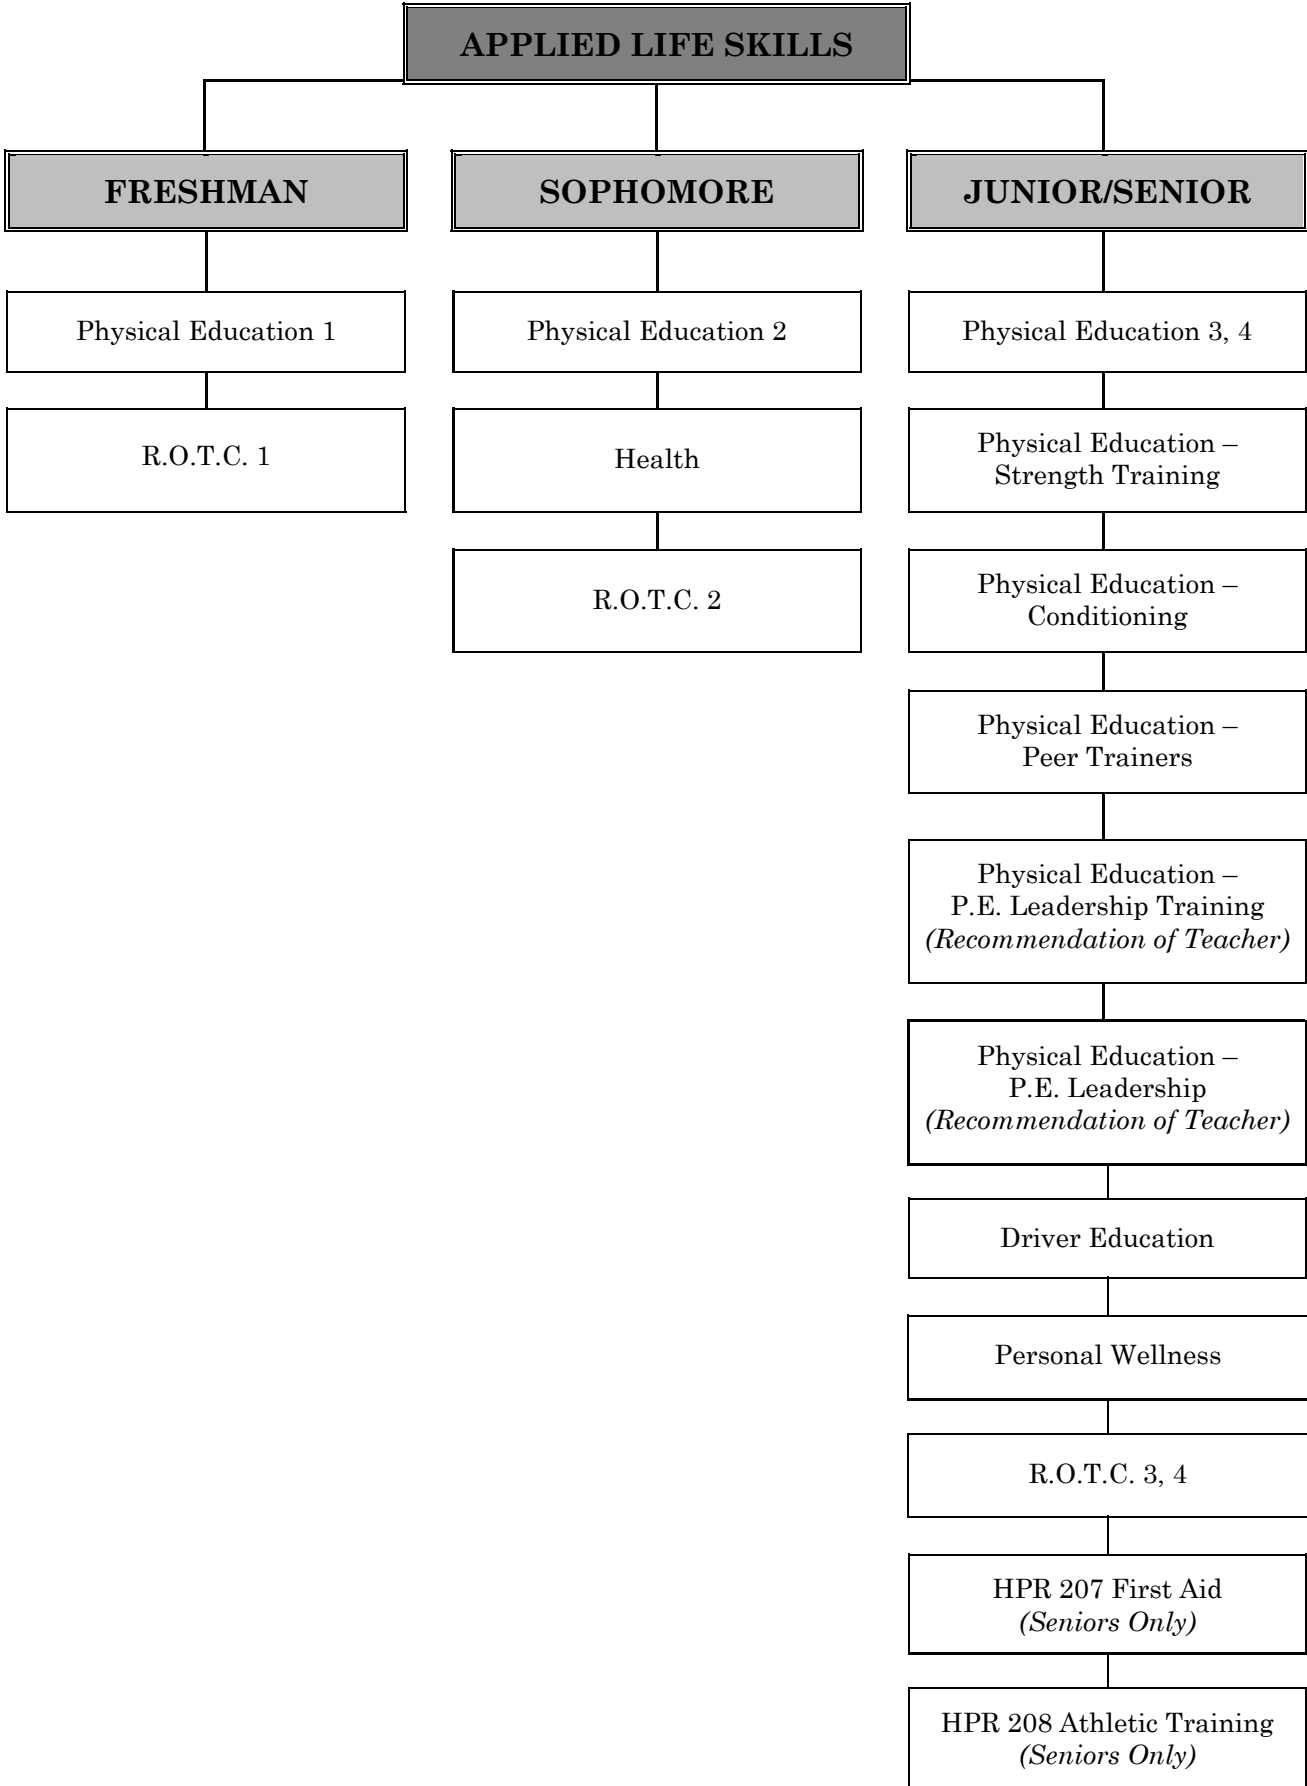 APPLIED LIFE SKILLS
FRESHMAN
Physical Education 1
R.O.T.C. 1
SOPHOMORE
Physical Education 2
Health
R.O.T.C. 2
JUNIOR/SENIOR
Physical Education 3, 4
Physical Education –
Strength Training
Physical Education –
Conditioning
Physical Education –
Peer Trainers
Physical Education –
P.E. Leadership Training
(Recommendation of Teacher)
Physical Education –
P.E. Leadership
(Recommendation of Teacher)
Driver Education
Personal Wellness
R.O.T.C. 3, 4
HPR 207 First Aid
(Seniors Only)
HPR 208 Athletic Training
(Seniors Only)